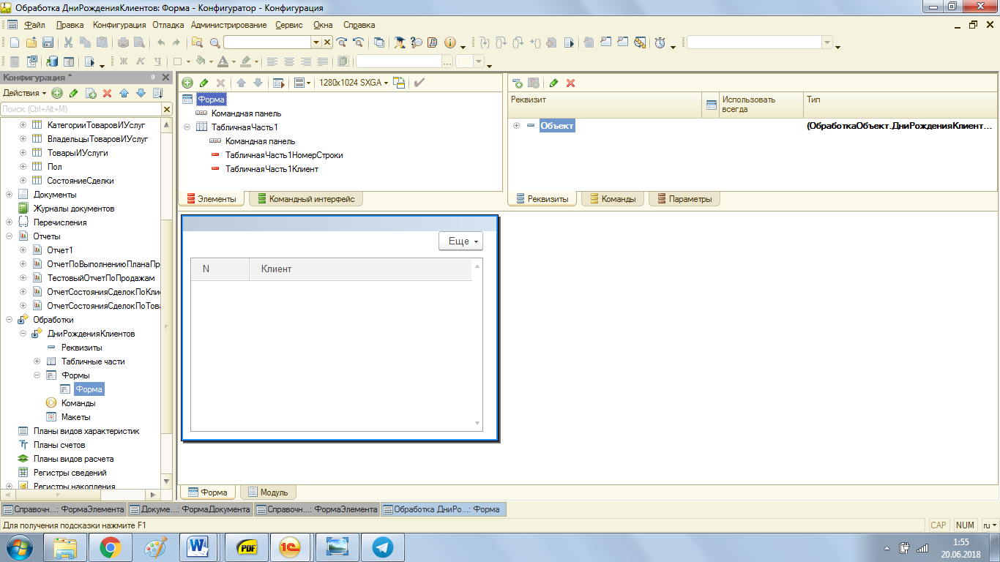 Обработка ДниРожденияКлиентов: Форма - Конфигуратор - Конфигурация
Файл Правка Конфигурация Отладка Администрирование Сервис Окна Справка
Ж К Ч
Конфигурация *
Действия
Поиск (Ctrl+Alt+M)
КатегорииТоваровИУслуг
ВладельцыТоваровИУслуг
ТоварыИУслуги
Пол
СостояниеСделки
Документы
Журналы документов
Перечисления
Отчеты
Отчет1
ОтчетПоВыполнениюПланаПр
ТестовыйОтчетПоПродажам
ОтчетСостоянияСделокПоКлие
ОтчетСостоянияСделокПоТова
Обработки
ДниРожденияКлиентов
Реквизиты
Табличные части
Формы
Форма
Команды
Макеты
Планы видов характеристик
Планы счетов
Планы видов расчета
Регистры сведений
Регистры накопления
1280x1024 SXGA
Форма
Командная панель
ТабличнаяЧасть1
Командная панель
ТабличнаяЧасть1НомерСтроки
ТабличнаяЧасть1Клиент
Элементы Командный интерфейс
Реквизит Использовать всегда Тип
Объект (ОбработкаОбъект.ДниРожденияКлиент...
Реквизиты Команды Параметры
Еще
N Клиент
Форма Модуль
Справочн...: ФормаЭлемента Докуме...: ФормаДокумента Справочн...: ФормаЭлемента Обработка ДниРо...: Форма
Для получения подсказки нажмите F1 CAP NUM ru
W PDF 1С
1:55
20.06.2018